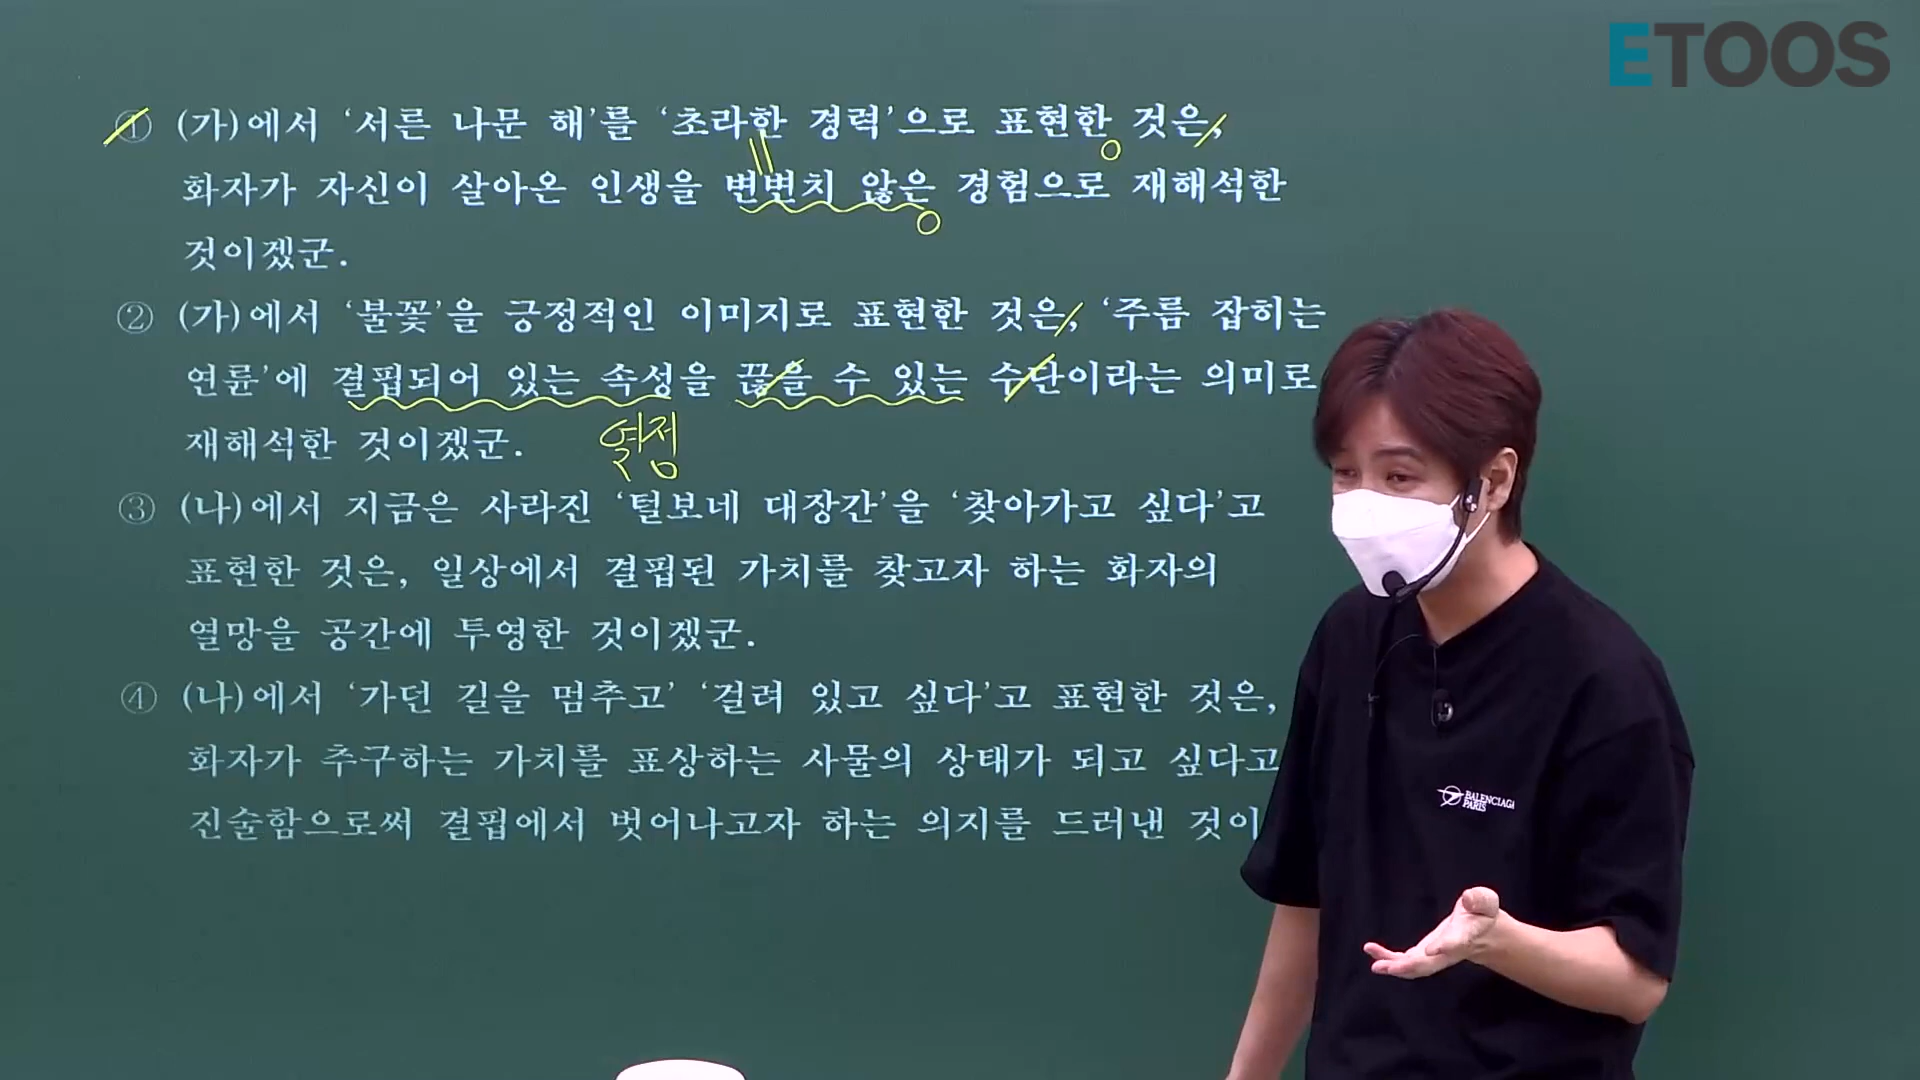 ETOOS
① (가)에서 '서른 나문 해'를 '초라한 경력'으로 표현한 것은,
화자가 자신이 살아온 인생을 변변치 않은 경험으로 재해석한
것이겠군.
② (가)에서 '불꽃'을 긍정적인 이미지로 표현한 것은, '주름 잡히는
연륜'에 결핍되어 있는 속성을 끊을 수 있는 수단이라는 의미로
재해석한 것이겠군.
열정
③ (나)에서 지금은 사라진 '털보네 대장간'을 '찾아가고 싶다'고
표현한 것은, 일상에서 결핍된 가치를 찾고자 하는 화자의
열망을 공간에 투영한 것이겠군.
④ (나)에서 '가던 길을 멈추고' '걸려 있고 싶다'고 표현한 것은,
화자가 추구하는 가치를 표상하는 사물의 상태가 되고 싶다고
진술함으로써 결핍에서 벗어나고자 하는 의지를 드러낸 것이
BALENCIAGA
PARIS